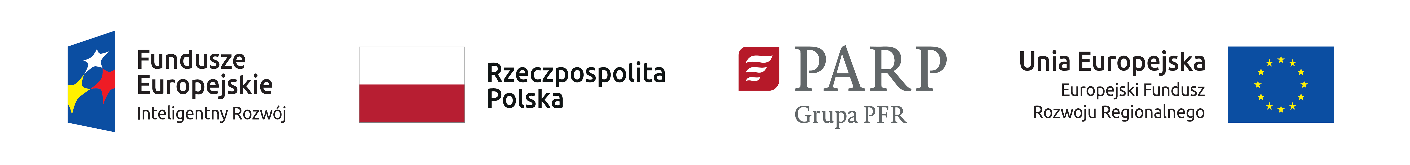 Fundusze
Europejskie
Inteligentny Rozwój
Rzeczpospolita
Polska
PARP
Grupa PFR
Unia Europejska
Europejski Fundusz
Rozwoju Regionalnego